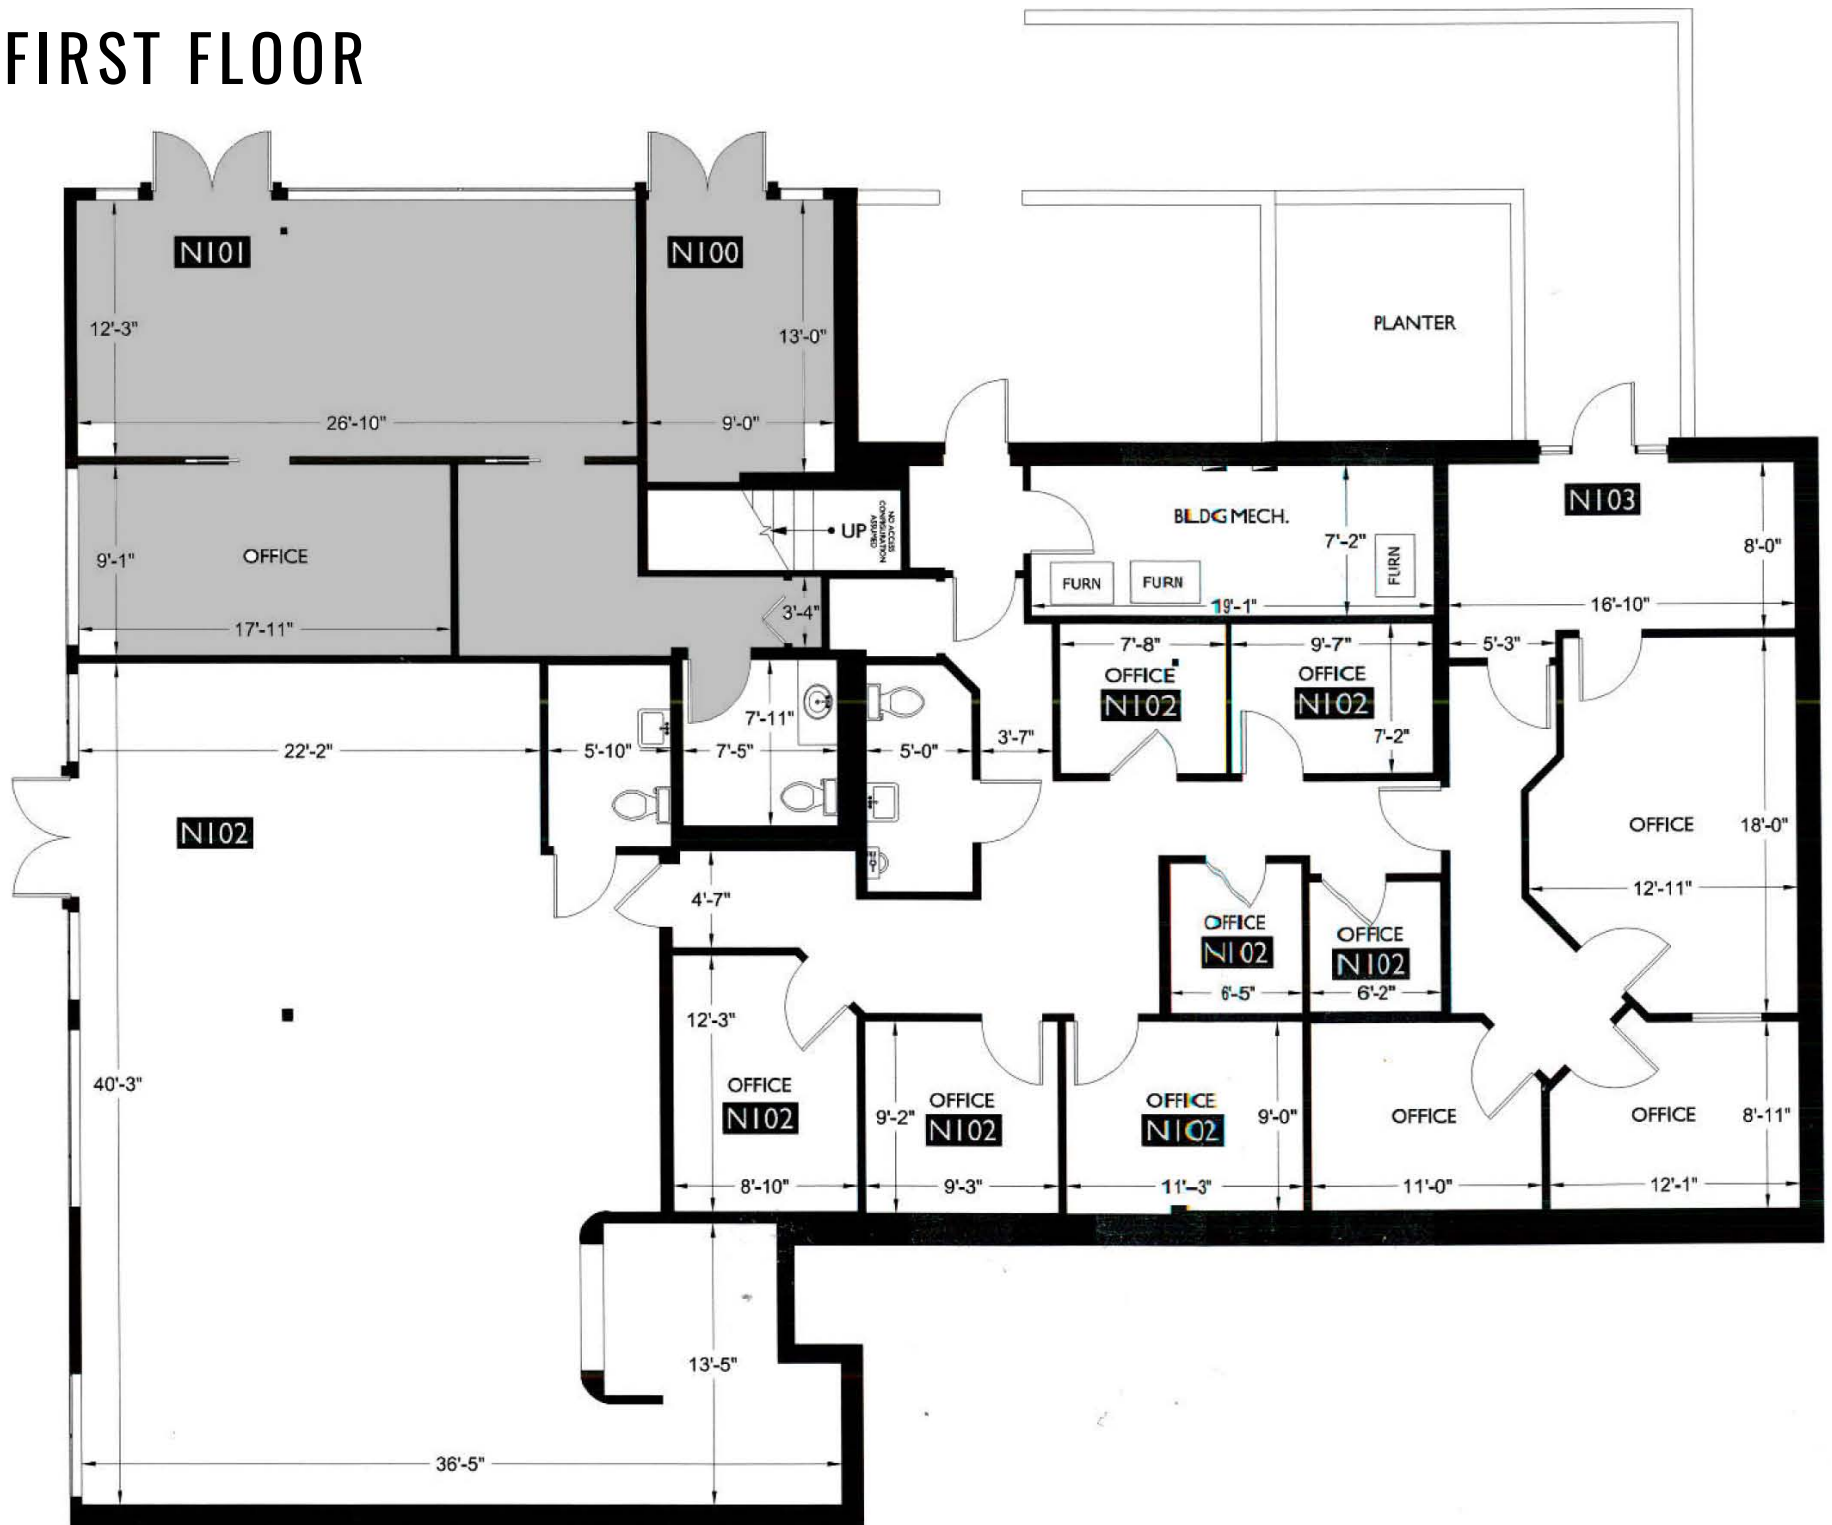 FIRST FLOOR
N101
N100
12'-3"
13'-0"
PLANTER
26'-10"
9'-0"
9'-1"
OFFICE
17'-11"
UP
NO ACCESS
CONFIGURATION
ASSUMED
3'-4"
BLDG MECH.
7'-2"
FURN
FURN
FURN
19'-1"
N103
8'-0"
16'-10"
5'-3"
7'-8"
OFFICE
N102
9'-7"
OFFICE
N102
7'-2"
22'-2"
5'-10"
7'-11"
7'-5"
5'-0"
3'-7"
N102
OFFICE
18'-0"
12'-11"
4'-7"
OFFICE
N102
6'-5"
OFFICE
N102
6'-2"
40'-3"
12'-3"
OFFICE
N102
8'-10"
9'-2"
OFFICE
N102
9'-3"
OFFICE
N102
9'-0"
11'-3"
OFFICE
11'-0"
OFFICE
8'-11"
12'-1"
13'-5"
36'-5"